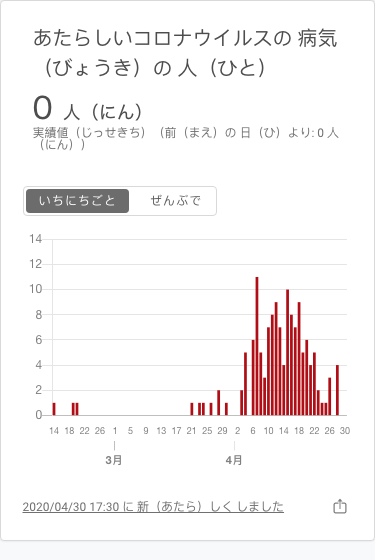 あたらしいコロナウイルスの 病気
（びょうき）の 人（ひと）
0 人（にん）
実績値（じっせきち）（前（まえ）の 日（ひ）より: 0 人
（にん））
いちにちごと ぜんぶで
14
12
10
8
6
4
2
0
14 18 22 26 1 5 9 13 17 21 25 29 2 6 10 14 18 22 26 30
3月 4月
2020/04/30 17:30 に 新（あたら）しく しました